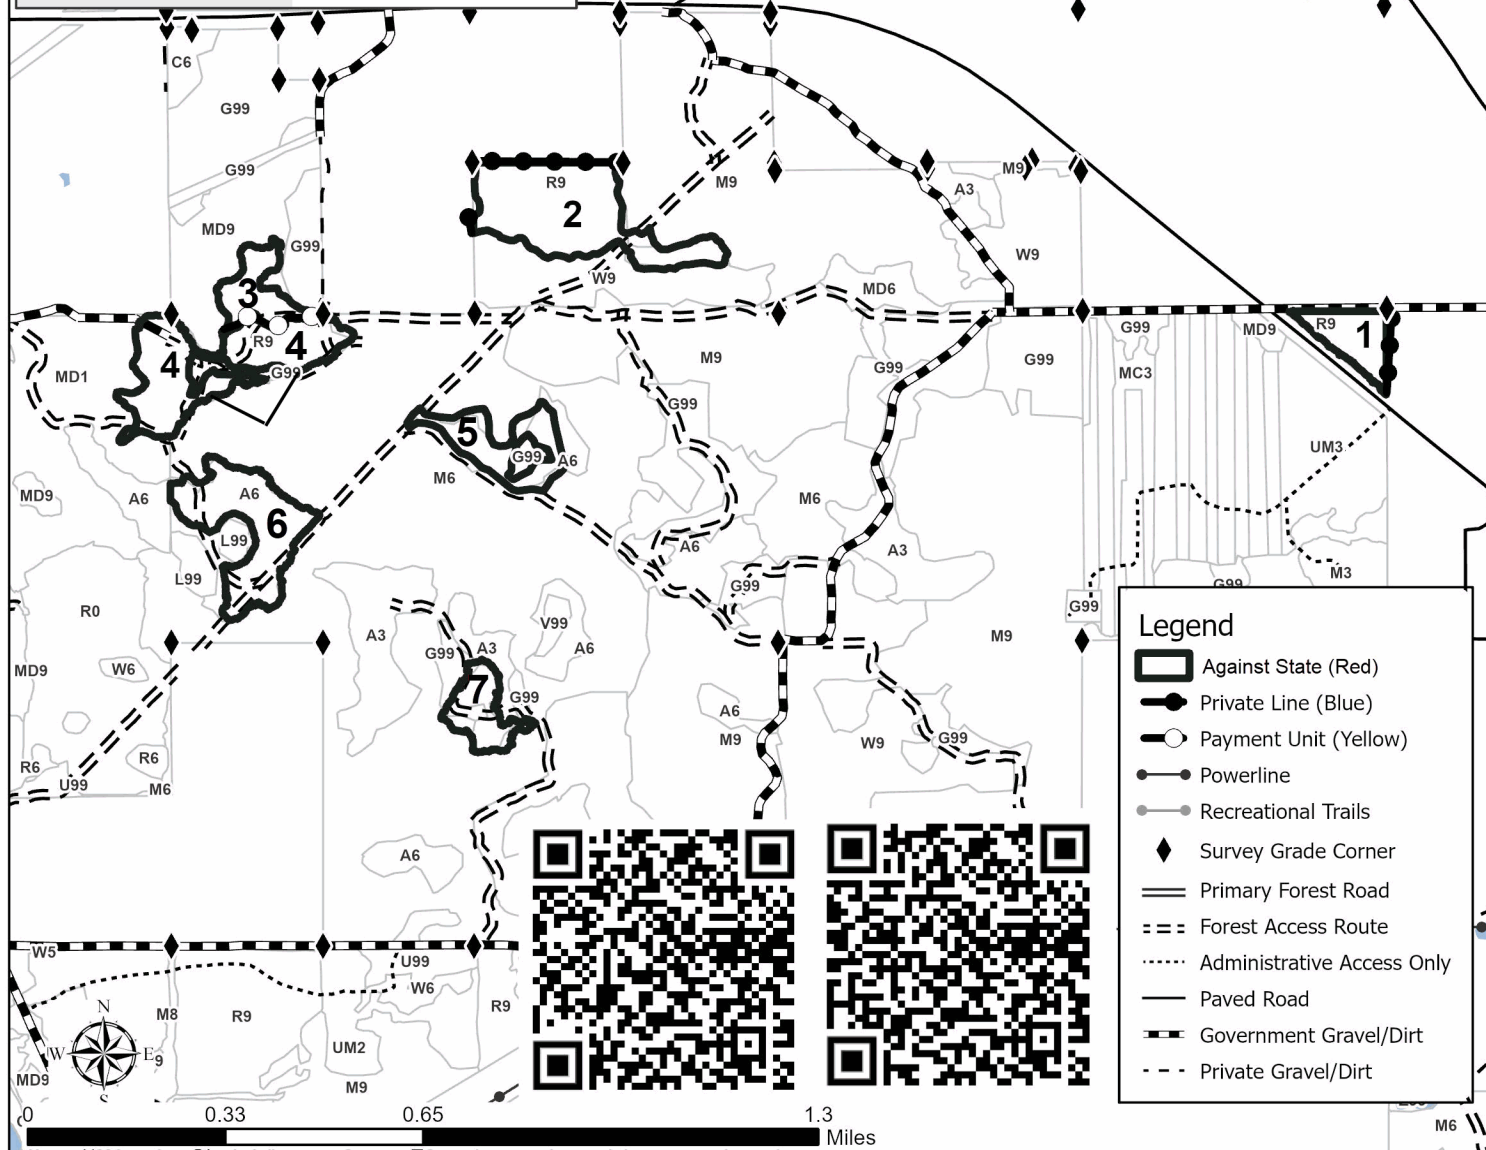 C6
G99
G99
M9
R9
M9
A3
2
MD9
G99
W9
W9
MD6
3
R9
4
4
G99
MD1
M9
G99
G99
G99
MD9
R9
1
MC3
G99
5
G99
A6
M6
UM3
MD9
A6
A6
6
L99
M6
A6
A3
L99
G99
M3
G99
G99
R0
V99
A3
G99
A3
A6
M9
MD9
W6
7
G99
A6
M9
W9
G99
R6
R6
U99
M6
A6
W5
U99
W6
M8
R9
R9
UM2
M9
MD9
9
N
W
E
S
Legend
Against State (Red)
Private Line (Blue)
Payment Unit (Yellow)
Powerline
Recreational Trails
Survey Grade Corner
Primary Forest Road
Forest Access Route
Administrative Access Only
Paved Road
Government Gravel/Dirt
Private Gravel/Dirt
M6
0
0.33
0.65
1.3
Miles